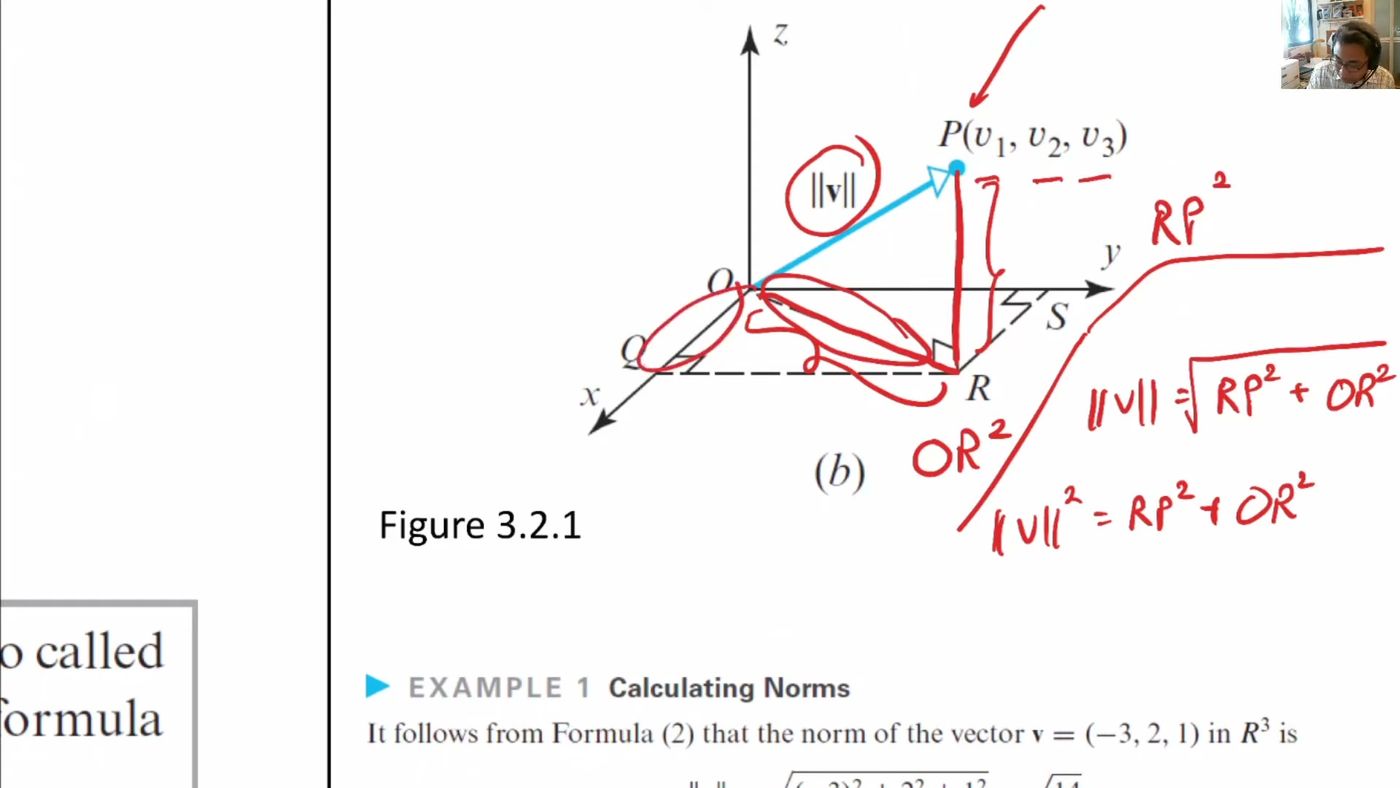 z
P(v₁, v₂, v₃)
||v||
RP²
y
O
S
Q
R
x
||V|| = √RP² + OR²
OR²
(b)
||V||² = RP² + OR²
Figure 3.2.1
o called
formula
EXAMPLE 1 Calculating Norms
It follows from Formula (2) that the norm of the vector v = (−3, 2, 1) in R³ is